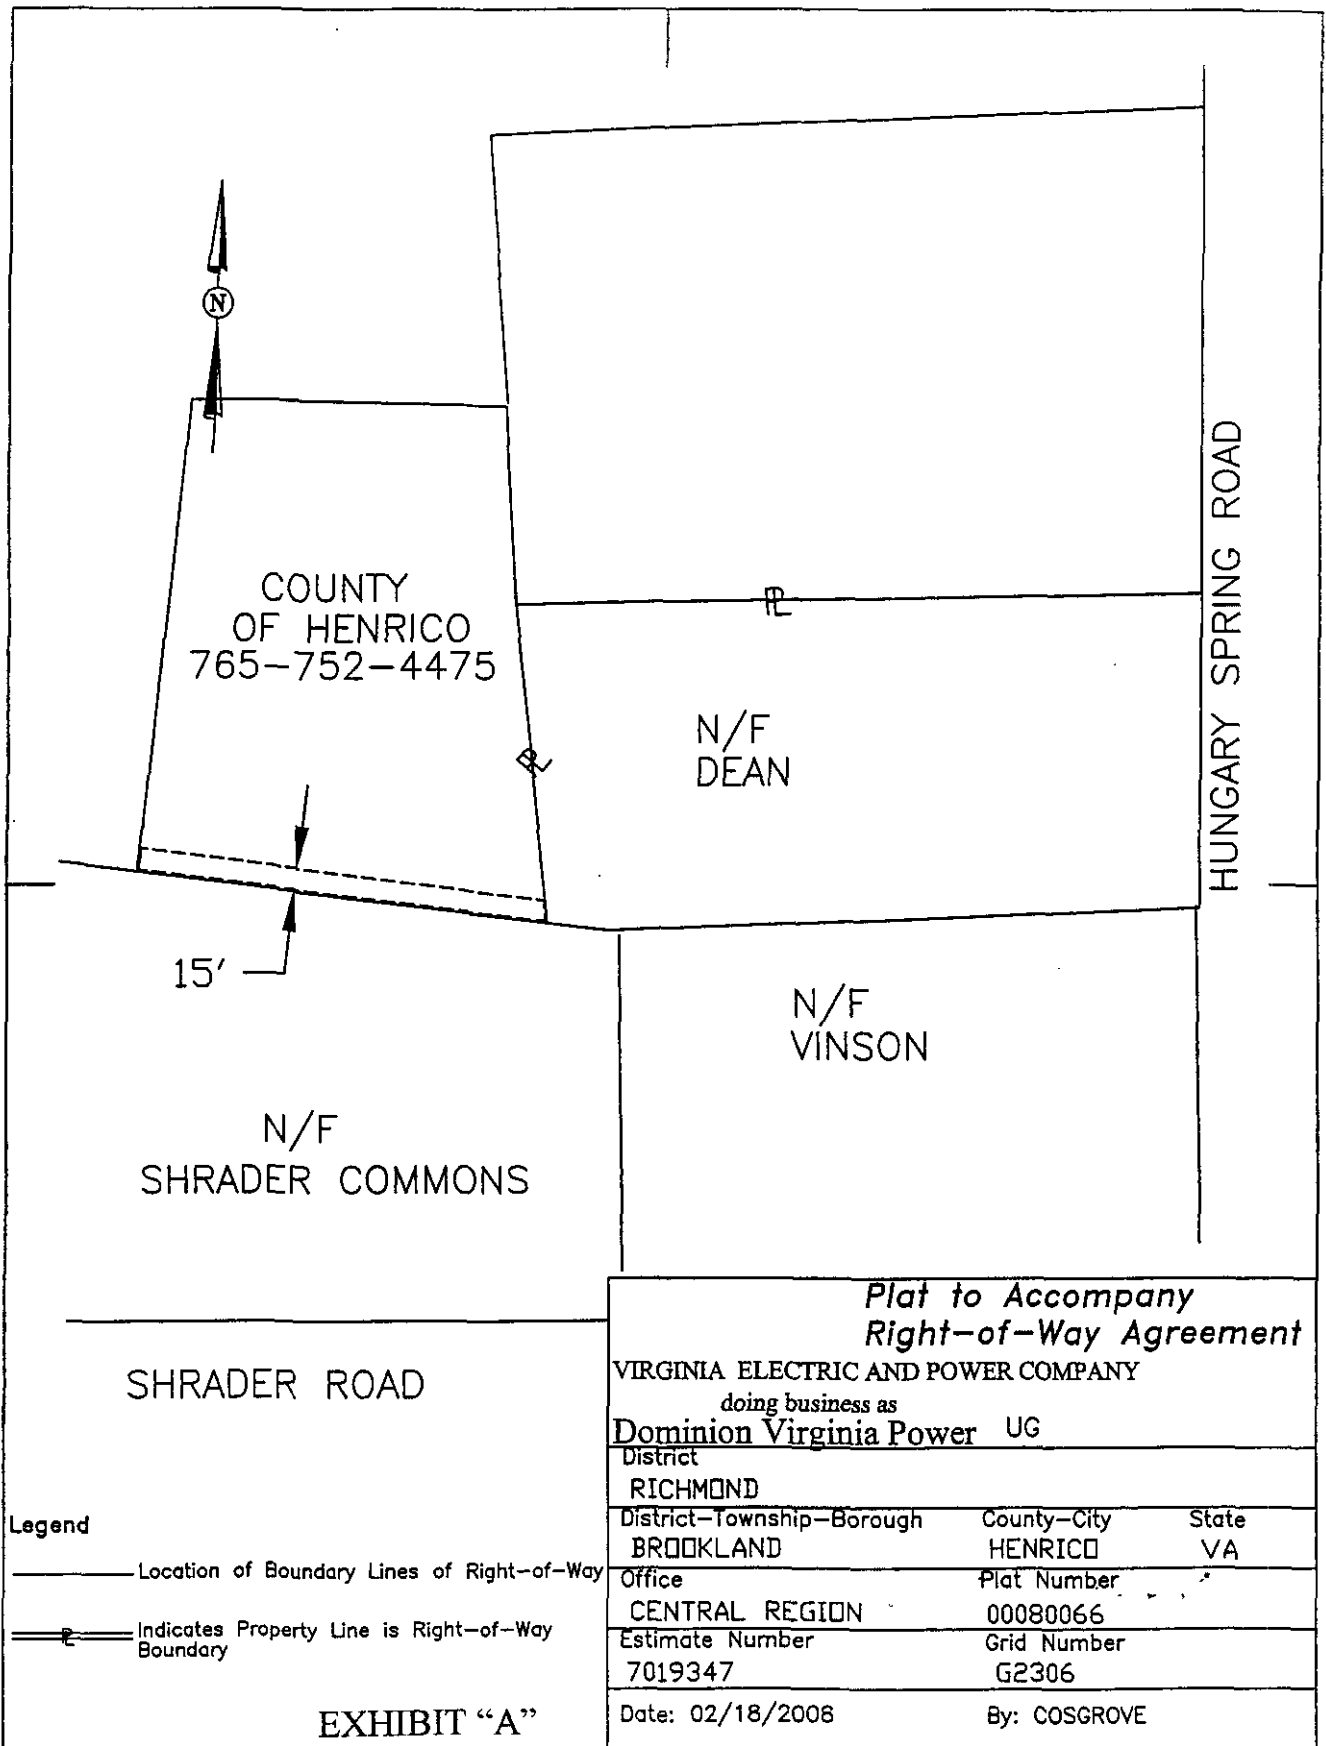 N
COUNTY
OF HENRICO
765-752-4475
HUNGARY SPRING ROAD
PL
N/F
DEAN
PL
15'
N/F
VINSON
N/F
SHRADER COMMONS
SHRADER ROAD
Plat to Accompany
Right-of-Way Agreement
VIRGINIA ELECTRIC AND POWER COMPANY
doing business as
Dominion Virginia Power UG
District
RICHMOND
District-Township-Borough County-City State
BROOKLAND HENRICO VA
Office Plat Number
CENTRAL REGION 00080066
Estimate Number Grid Number
7019347 G2306
Date: 02/18/2008 By: COSGROVE
Legend
Location of Boundary Lines of Right-of-Way
PL Indicates Property Line is Right-of-Way
Boundary
EXHIBIT "A"